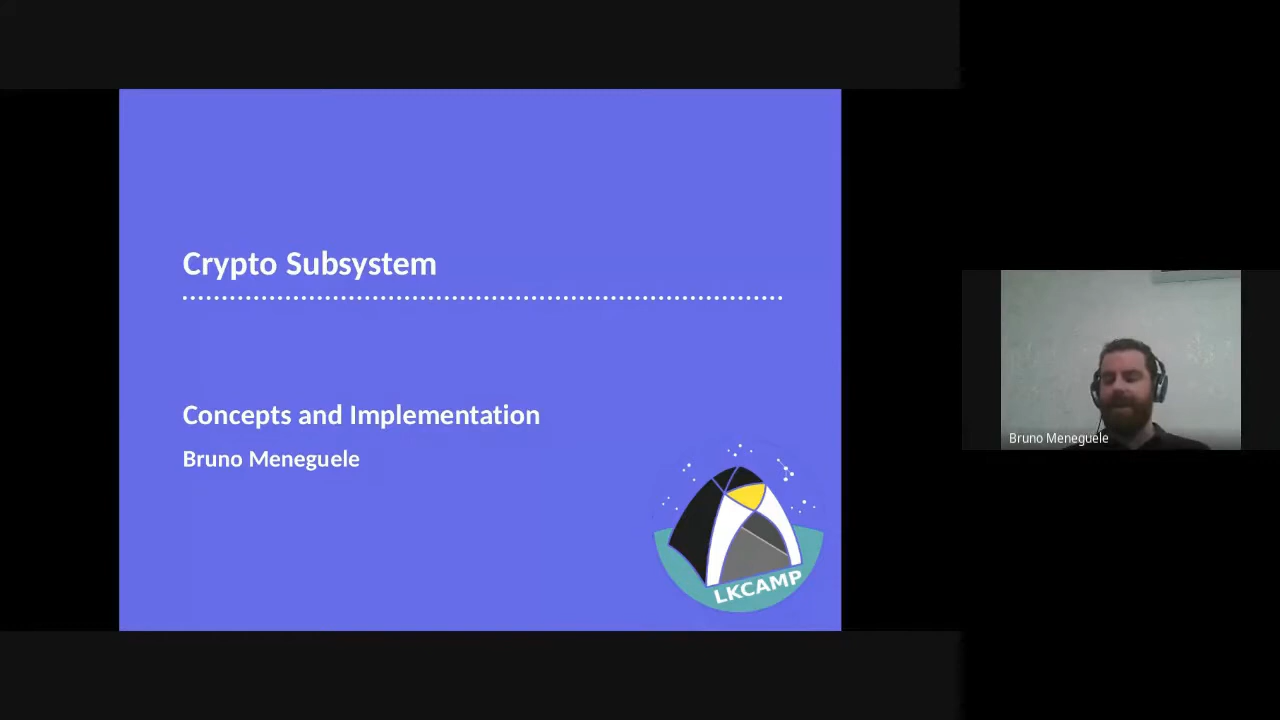 Crypto Subsystem
Concepts and Implementation
Bruno Meneguele
LKCAMP
Bruno Meneguele